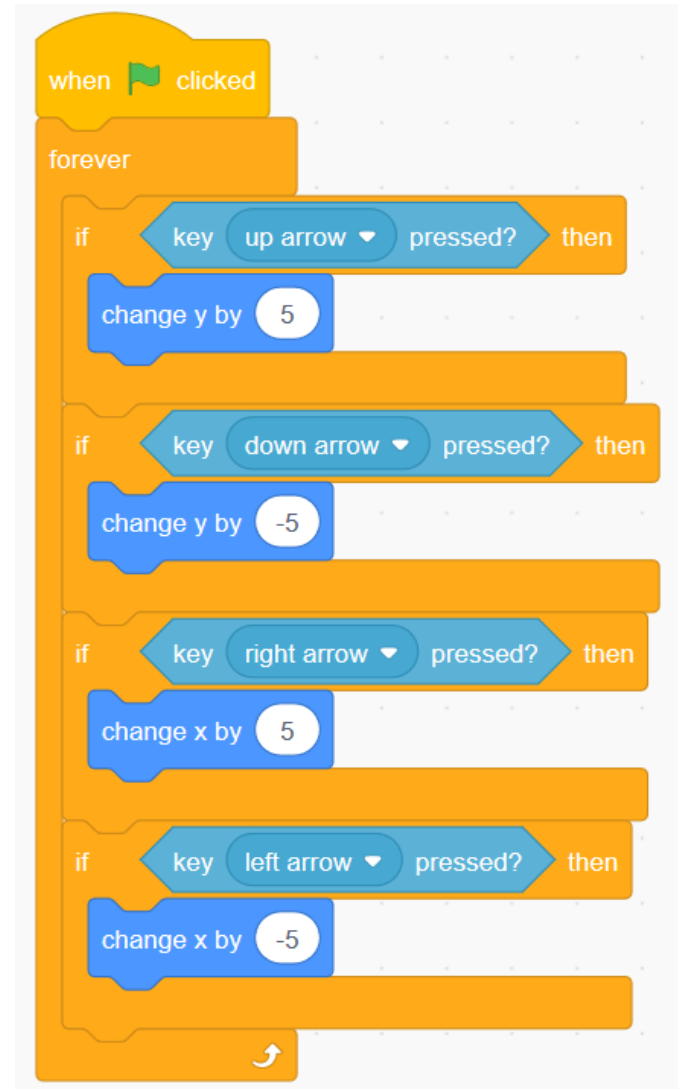 when clicked
forever
if key up arrow pressed? then
change y by 5
if key down arrow pressed? then
change y by -5
if key right arrow pressed? then
change x by 5
if key left arrow pressed? then
change x by -5